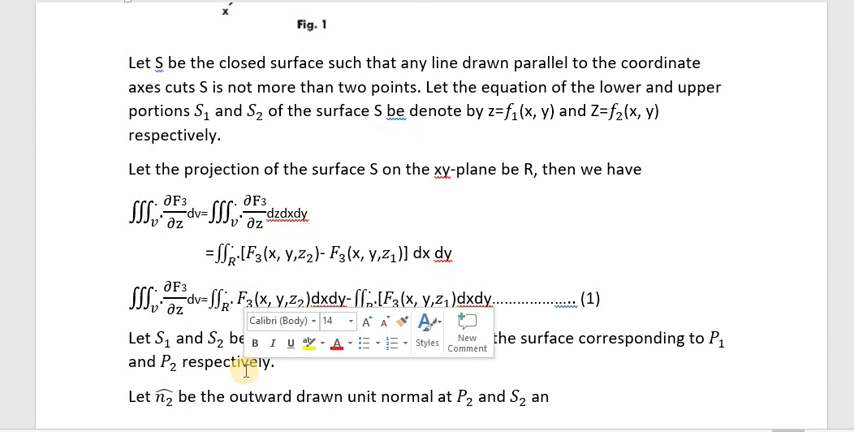 x
Fig. 1
Let S be the closed surface such that any line drawn parallel to the coordinate
axes cuts S is not more than two points. Let the equation of the lower and upper
portions S₁ and S₂ of the surface S be denote by z=f₁(x, y) and Z=f₂(x, y)
respectively.
Let the projection of the surface S on the xy-plane be R, then we have
∭ᵥ ∂F₃/∂z dv=∭ᵥ ∂F₃/∂z dzdxdy
=∬_R [F₃(x, y,z₂)- F₃(x, y,z₁)] dx dy
∭ᵥ ∂F₃/∂z dv=∬_R F₃(x, y,z₂)dxdy-∬_R [F₃(x, y,z₁)dxdy.................... (1)
Calibri (Body) 14 A A A
Let S₁ and S₂ be the surface corresponding to P₁
B I U ab A Styles New Comment
and P₂ respectively.
Let n̂₂ be the outward drawn unit normal at P₂ and S₂ an